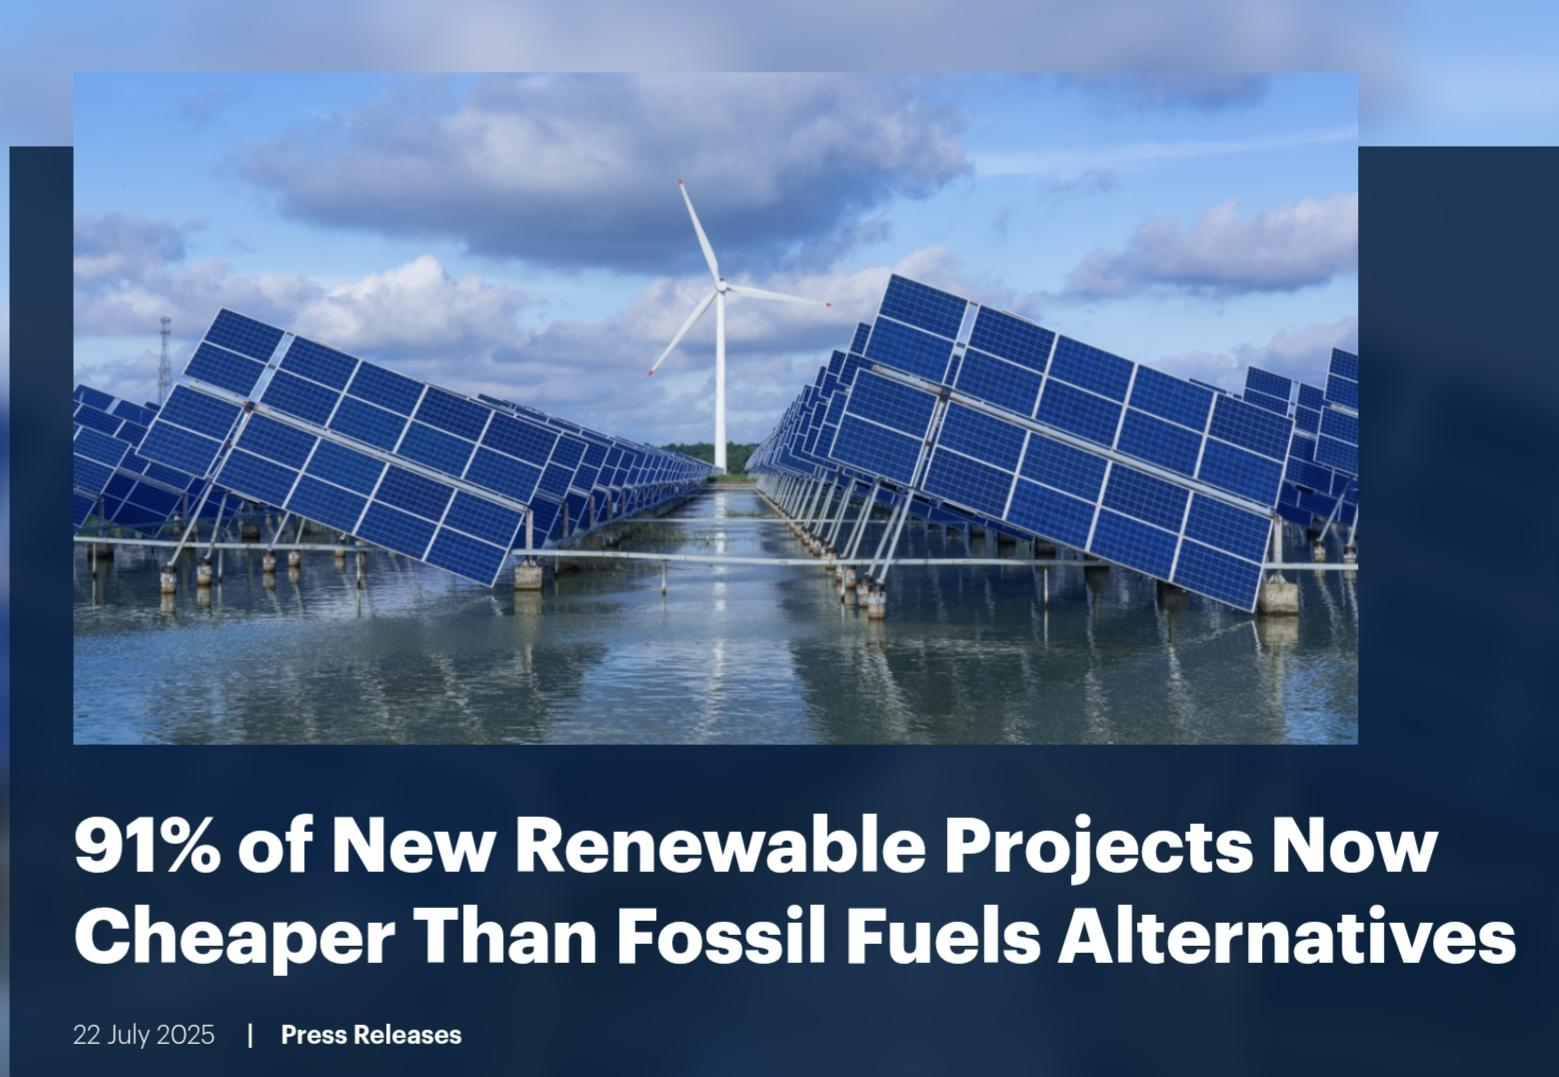 91% of New Renewable Projects Now
Cheaper Than Fossil Fuels Alternatives
22 July 2025 | Press Releases